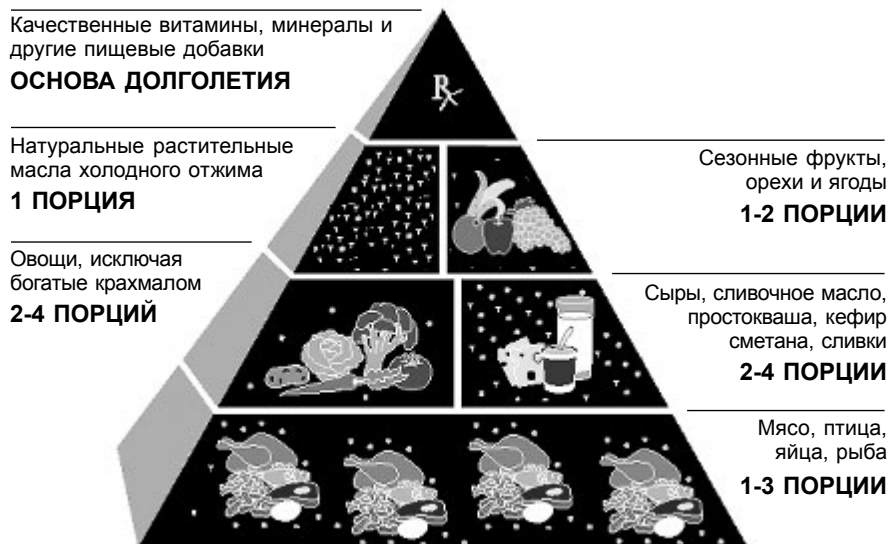 Качественные витамины, минералы и
другие пищевые добавки
ОСНОВА ДОЛГОЛЕТИЯ
Rx
Натуральные растительные
масла холодного отжима
1 ПОРЦИЯ
Сезонные фрукты,
орехи и ягоды
1-2 ПОРЦИИ
Овощи, исключая
богатые крахмалом
2-4 ПОРЦИЙ
Сыры, сливочное масло,
простокваша, кефир
сметана, сливки
2-4 ПОРЦИИ
Мясо, птица,
яйца, рыба
1-3 ПОРЦИИ